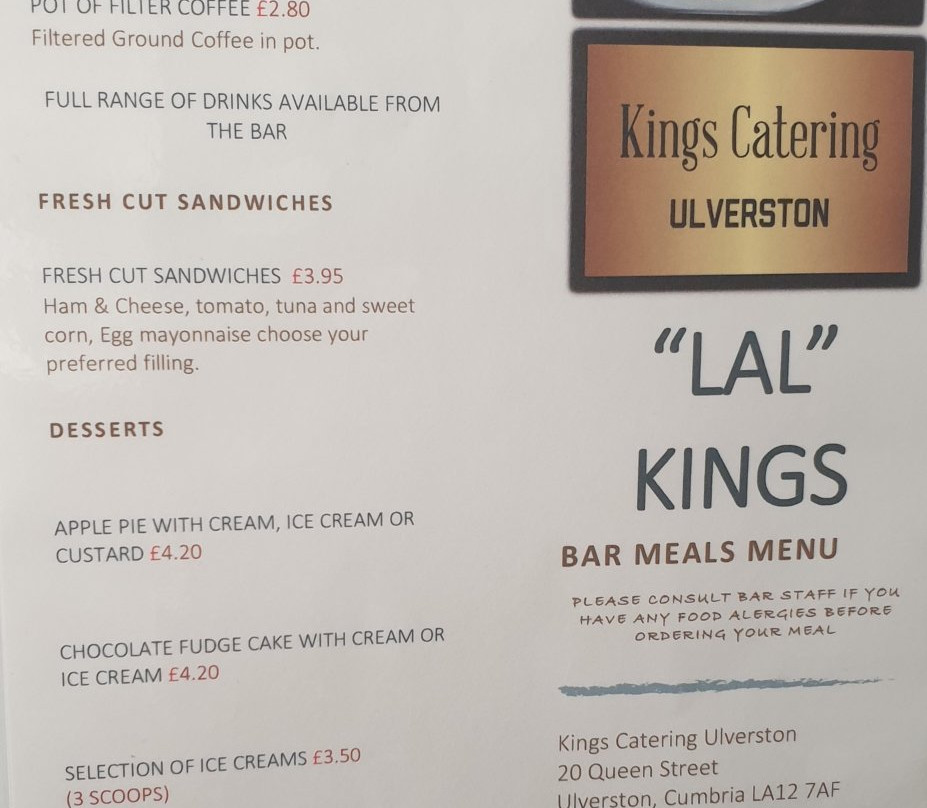 POT OF FILTER COFFEE £2.80
Filtered Ground Coffee in pot.
FULL RANGE OF DRINKS AVAILABLE FROM
THE BAR
FRESH CUT SANDWICHES
FRESH CUT SANDWICHES £3.95
Ham & Cheese, tomato, tuna and sweet
corn, Egg mayonnaise choose your
preferred filling.
DESSERTS
APPLE PIE WITH CREAM, ICE CREAM OR
CUSTARD £4.20
CHOCOLATE FUDGE CAKE WITH CREAM OR
ICE CREAM £4.20
SELECTION OF ICE CREAMS £3.50
(3 SCOOPS)
Kings Catering
ULVERSTON
“LAL”
KINGS
BAR MEALS MENU
PLEASE CONSULT BAR STAFF IF YOU
HAVE ANY FOOD ALERGIES BEFORE
ORDERING YOUR MEAL
Kings Catering Ulverston
20 Queen Street
Ulverston, Cumbria LA12 7AF